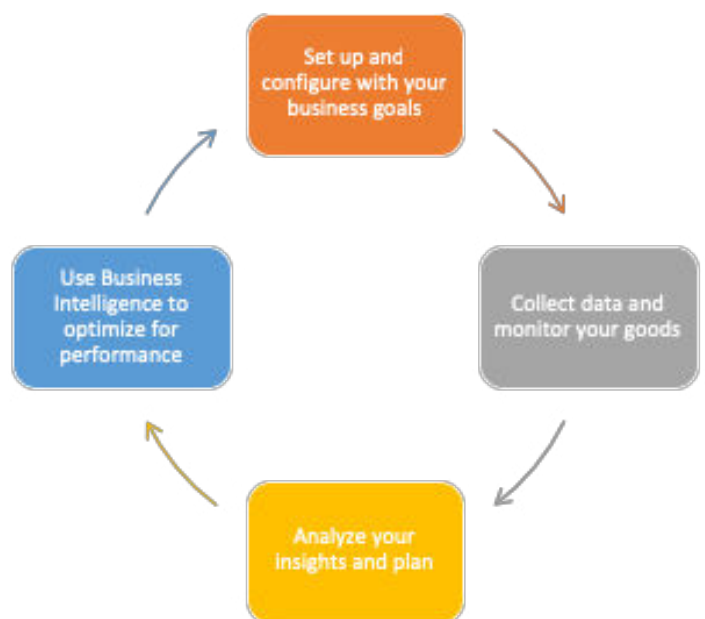 Set up and
configure with your
business goals
Collect data and
monitor your goods
Analyze your
insights and plan
Use Business
Intelligence to
optimize for
performance